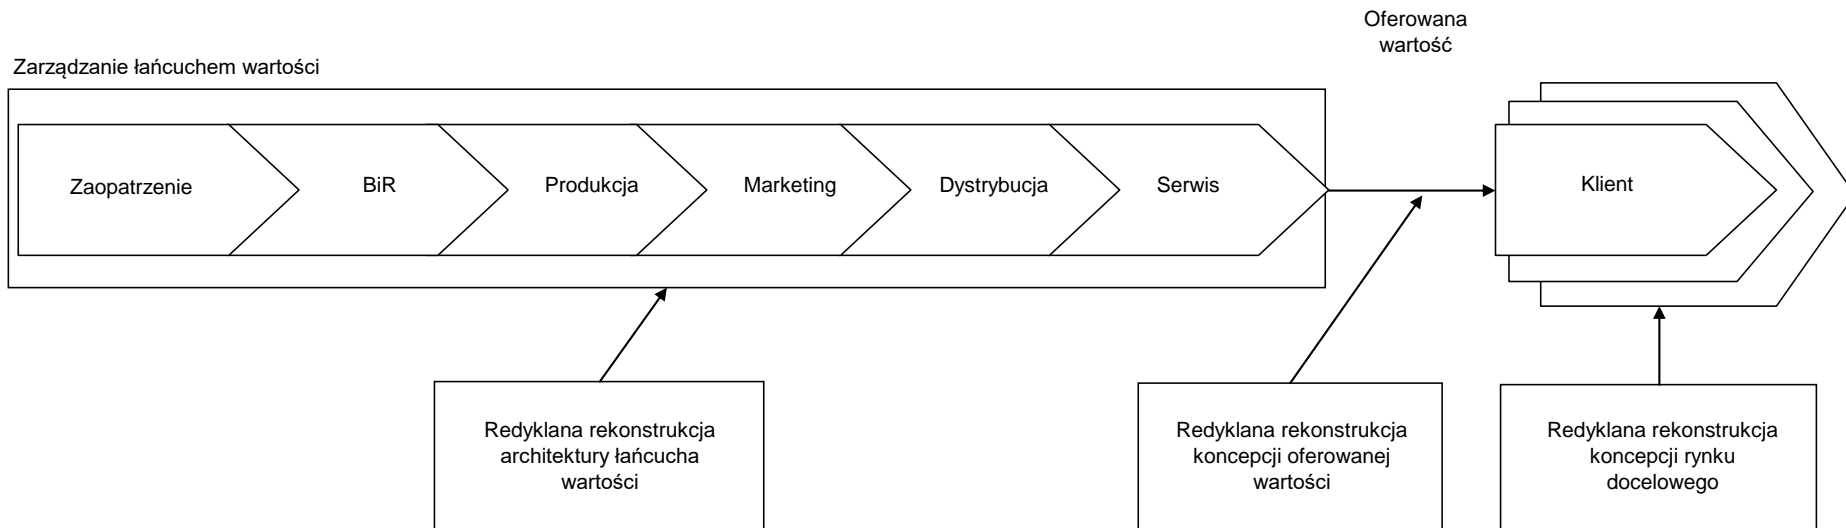 Oferowana
wartość
Zarządzanie łańcuchem wartości
Zaopatrzenie
BiR
Produkcja
Marketing
Dystrybucja
Serwis
Klient
Redyklana rekonstrukcja
architektury łańcucha
wartości
Redyklana rekonstrukcja
koncepcji oferowanej
wartości
Redyklana rekonstrukcja
koncepcji rynku
docelowego